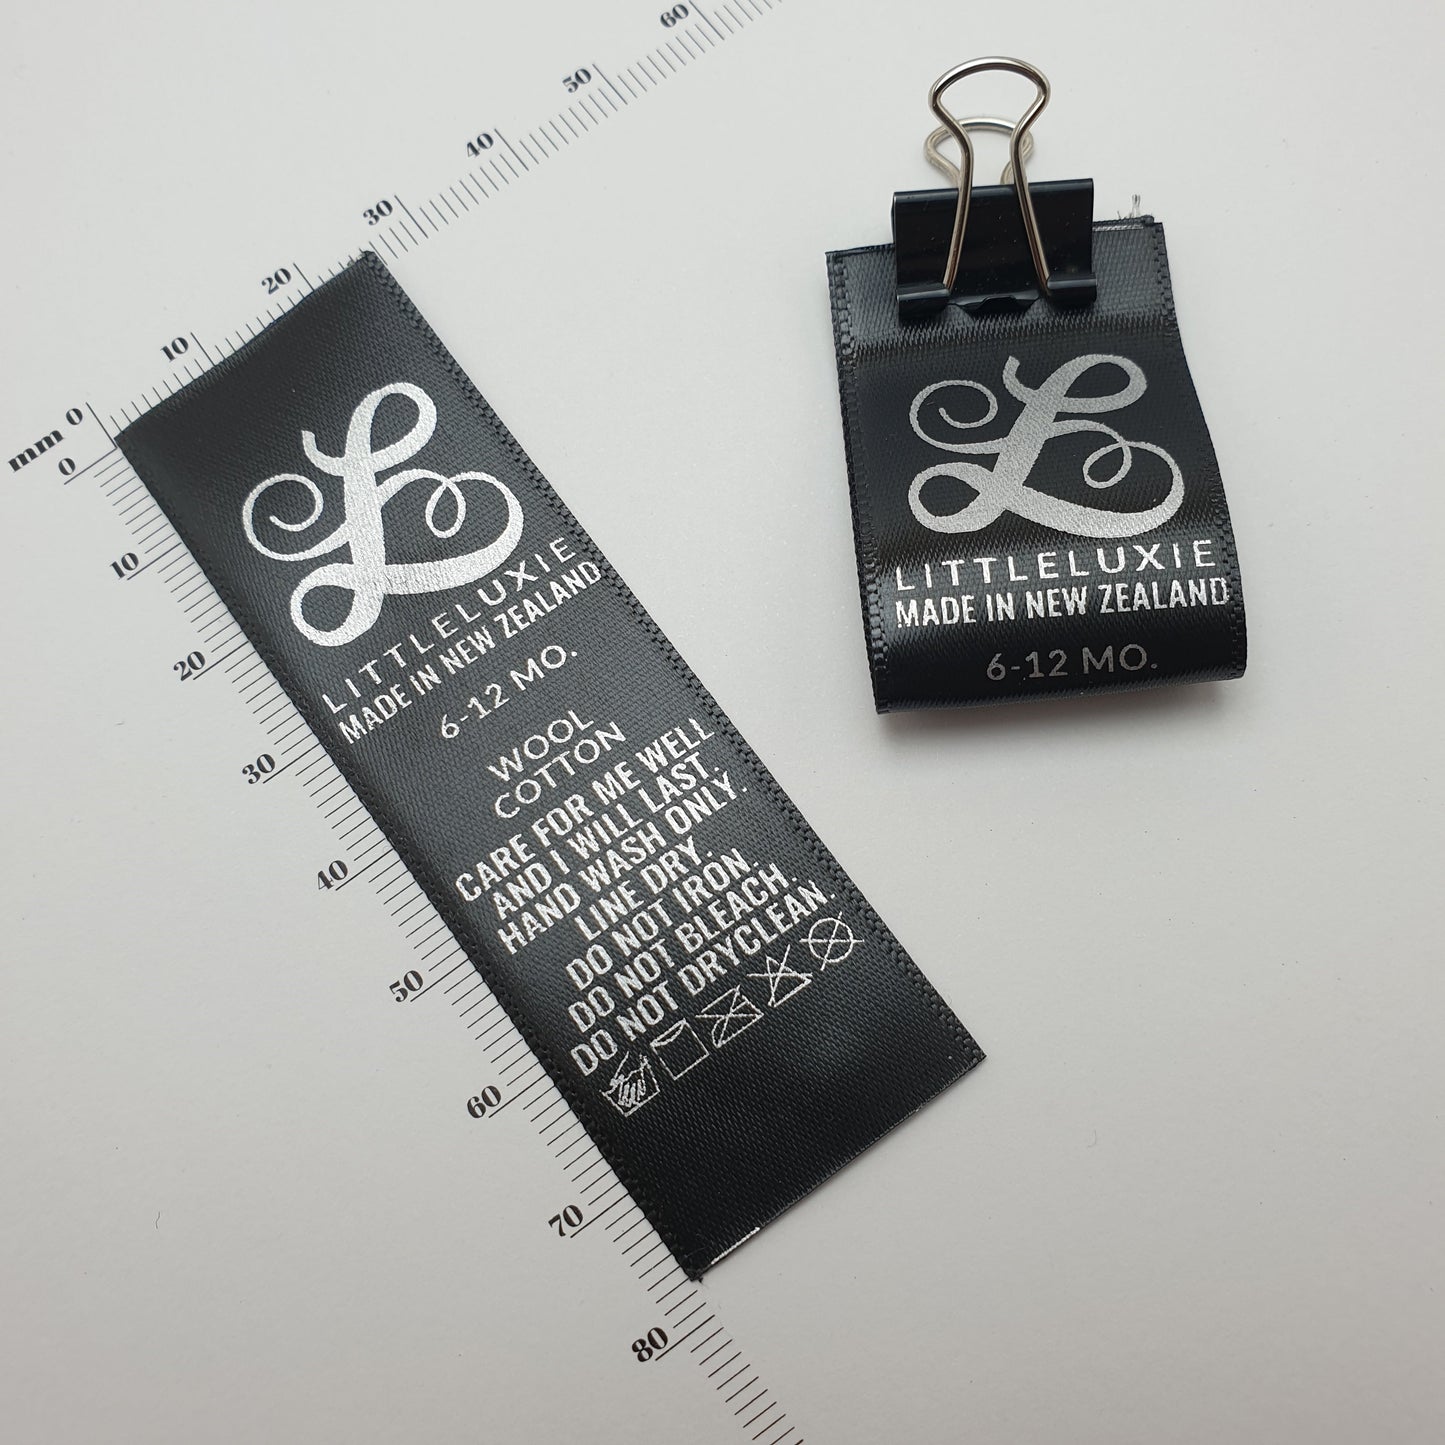 mm 0
10
20
30
40
50
60
0
10
20
30
40
50
60
70
80
L
LITTLELUXIE
MADE IN NEW ZEALAND
6-12 MO.
WOOL
COTTON
CARE FOR ME WELL
AND I WILL LAST.
HAND WASH ONLY.
LINE DRY.
DO NOT IRON.
DO NOT BLEACH.
DO NOT DRYCLEAN.
L
LITTLELUXIE
MADE IN NEW ZEALAND
6-12 MO.